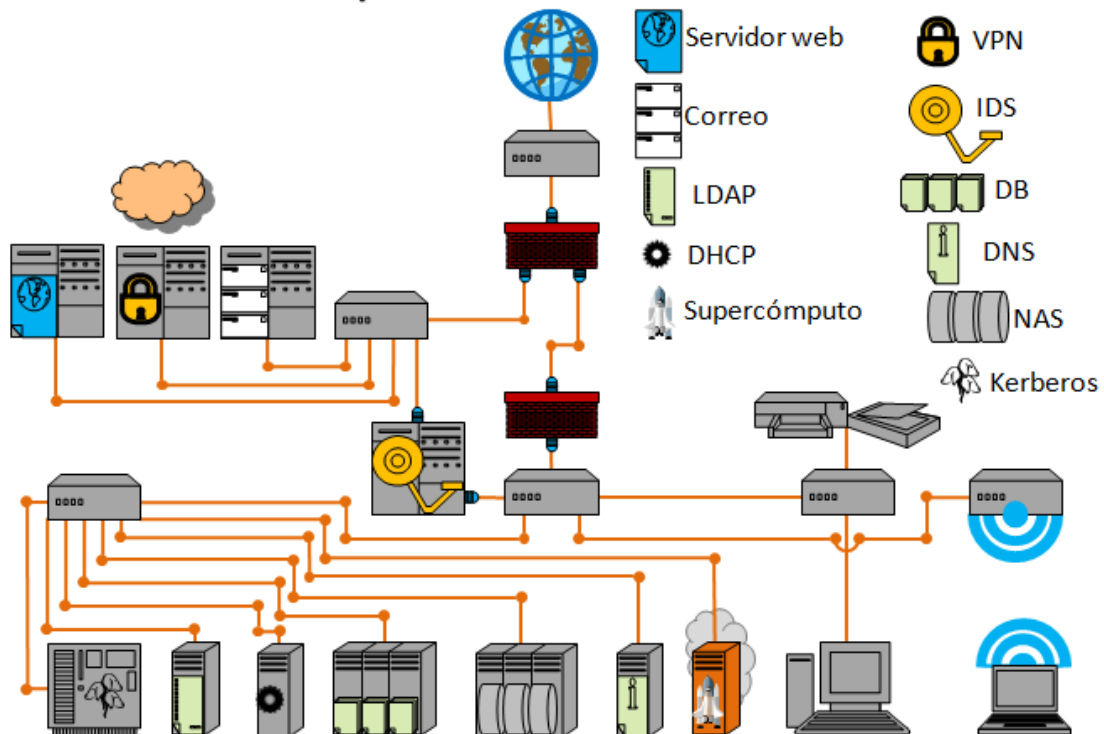 Servidor web
VPN
Correo
IDS
LDAP
DB
DHCP
DNS
Supercómputo
NAS
Kerberos